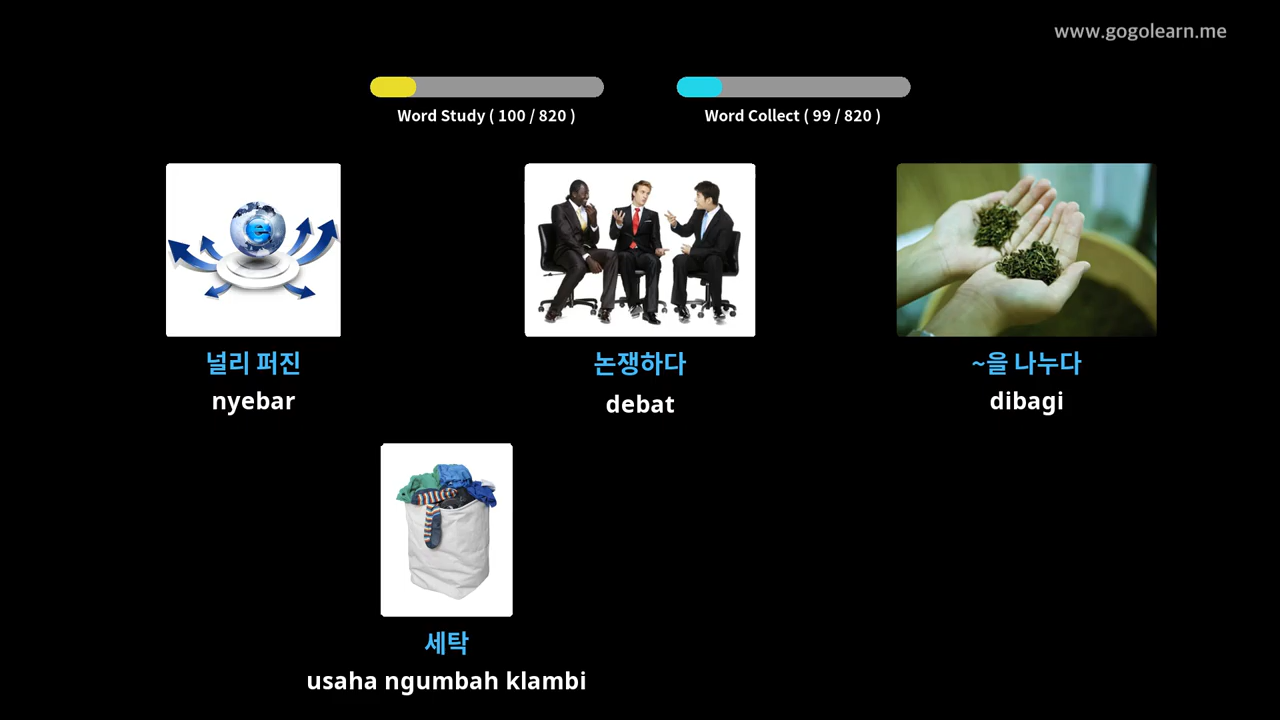 www.gogolearn.me
Word Study ( 100 / 820 )
Word Collect ( 99 / 820 )
널리 퍼진
nyebar
논쟁하다
debat
~을 나누다
dibagi
세탁
usaha ngumbah klambi